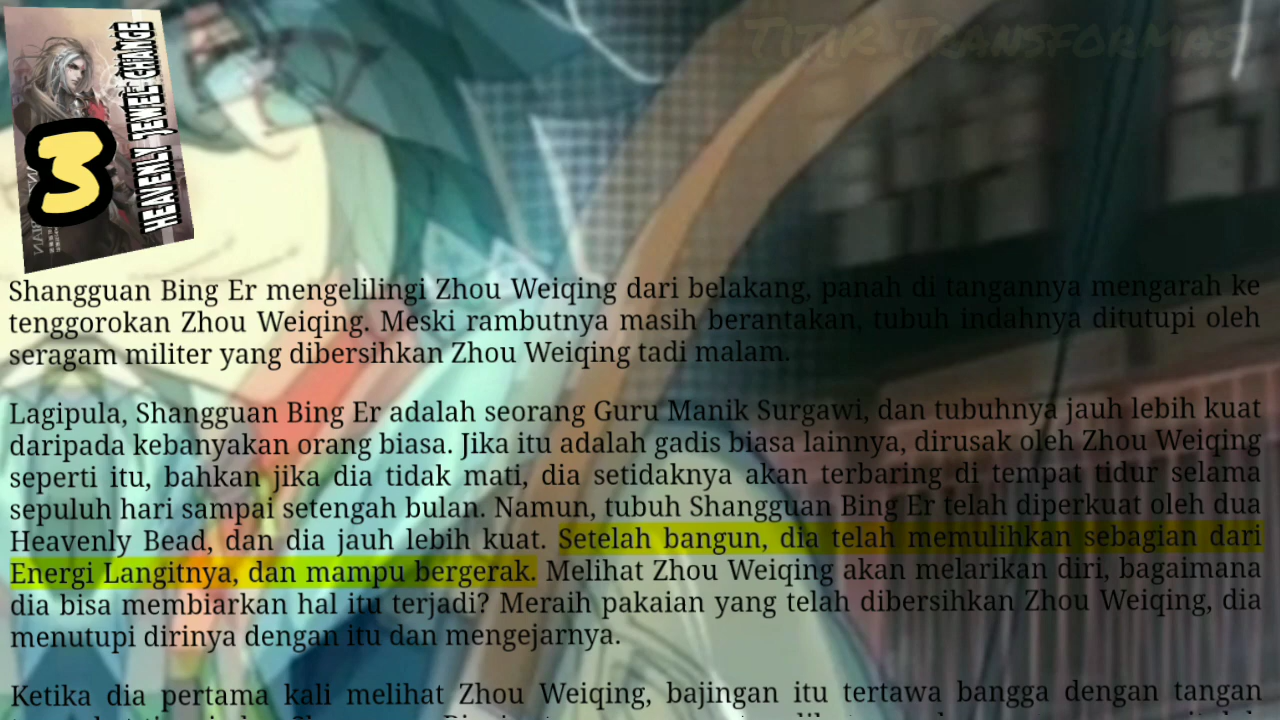 Titik Transformasi
HEAVENLY JEWEL CHANGE
3
Shangguan Bing Er mengelilingi Zhou Weiqing dari belakang, panah di tangannya mengarah ke
tenggorokan Zhou Weiqing. Meski rambutnya masih berantakan, tubuh indahnya ditutupi oleh
seragam militer yang dibersihkan Zhou Weiqing tadi malam.
Lagipula, Shangguan Bing Er adalah seorang Guru Manik Surgawi, dan tubuhnya jauh lebih kuat
daripada kebanyakan orang biasa. Jika itu adalah gadis biasa lainnya, dirusak oleh Zhou Weiqing
seperti itu, bahkan jika dia tidak mati, dia setidaknya akan terbaring di tempat tidur selama
sepuluh hari sampai setengah bulan. Namun, tubuh Shangguan Bing Er telah diperkuat oleh dua
Heavenly Bead, dan dia jauh lebih kuat. Setelah bangun, dia telah memulihkan sebagian dari
Energi Langitnya, dan mampu bergerak. Melihat Zhou Weiqing akan melarikan diri, bagaimana
dia bisa membiarkan hal itu terjadi? Meraih pakaian yang telah dibersihkan Zhou Weiqing, dia
menutupi dirinya dengan itu dan mengejarnya.
Ketika dia pertama kali melihat Zhou Weiqing, bajingan itu tertawa bangga dengan tangan